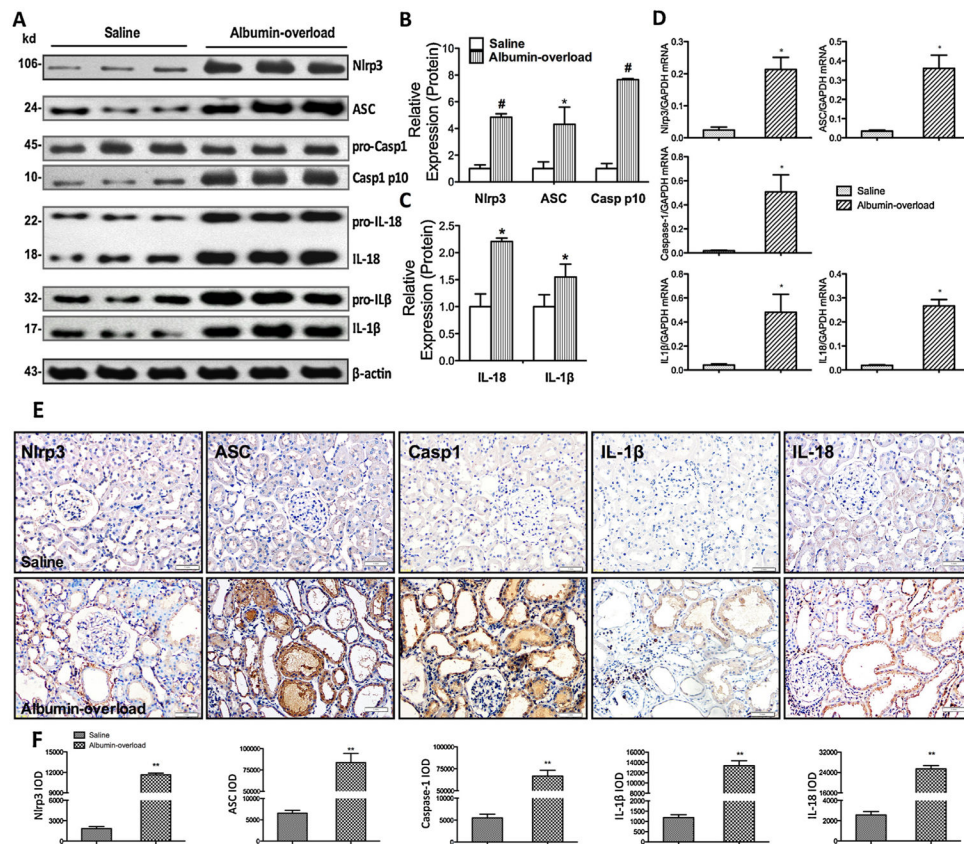 A
kd
Saline
Albumin-overload
106-
Nlrp3
24-
ASC
45-
pro-Casp1
10-
Casp1 p10
22-
pro-IL-18
18-
IL-18
32-
pro-ILβ
17-
IL-1β
43-
β-actin
B
Saline
Albumin-overload
Relative
Expression (Protein)
10
8
6
4
2
0
#
*
#
Nlrp3
ASC
Casp p10
C
Relative
Expression (Protein)
2.5
2.0
1.5
1.0
0.5
0.0
*
*
IL-18
IL-1β
D
Nlrp3/GAPDH mRNA
0.3
0.2
0.1
0.0
*
ASC/GAPDH mRNA
0.5
0.4
0.3
0.2
0.1
0.0
*
Caspase-1/GAPDH mRNA
0.8
0.6
0.4
0.2
0.0
*
Saline
Albumin-overload
IL1β/GAPDH mRNA
0.8
0.6
0.4
0.2
0.0
*
IL18/GAPDH mRNA
0.4
0.3
0.2
0.1
0.0
*
E
Nlrp3
ASC
Casp1
IL-1β
IL-18
Saline
Albumin-overload
F
Saline
Albumin-overload
Nlrp3 IOD
15000
12000
9000
6000
3000
0
**
ASC IOD
100000
75000
50000
10000
5000
0
**
Caspase-1 IOD
100000
75000
50000
10000
5000
0
**
IL-1β IOD
16000
14000
12000
10000
8000
2000
1500
1000
500
0
**
IL-18 IOD
32000
24000
16000
4000
2000
0
**